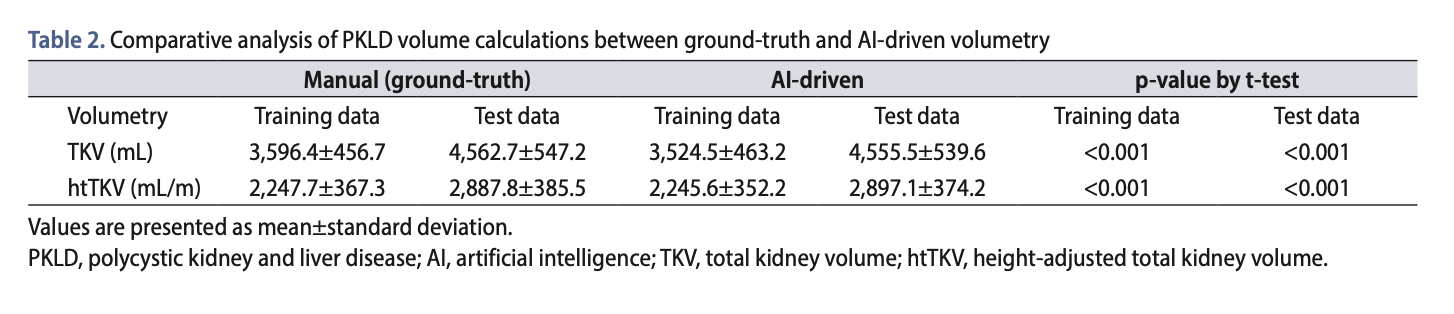 Table 2. Comparative analysis of PKLD volume calculations between ground-truth and AI-driven volumetry
Manual (ground-truth) AI-driven p-value by t-test
Volumetry Training data Test data Training data Test data Training data Test data
TKV (mL) 3,596.4±456.7 4,562.7±547.2 3,524.5±463.2 4,555.5±539.6 <0.001 <0.001
htTKV (mL/m) 2,247.7±367.3 2,887.8±385.5 2,245.6±352.2 2,897.1±374.2 <0.001 <0.001
Values are presented as mean±standard deviation.
PKLD, polycystic kidney and liver disease; AI, artificial intelligence; TKV, total kidney volume; htTKV, height-adjusted total kidney volume.